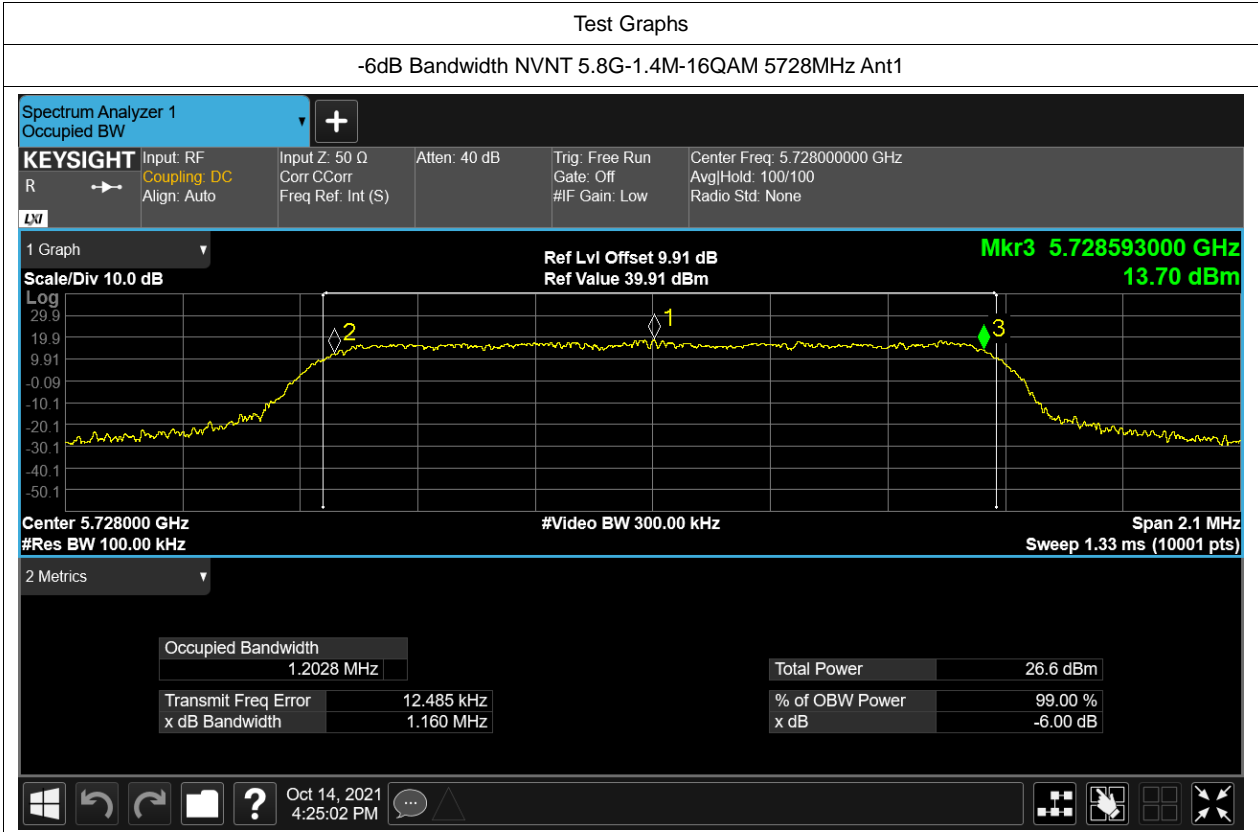 Test Graphs
-6dB Bandwidth NVNT 5.8G-1.4M-16QAM 5728MHz Ant1
Spectrum Analyzer 1
Occupied BW
KEYSIGHT
R
LXI
Input: RF
Coupling: DC
Align: Auto
Input Z: 50 Ω
Corr CCorr
Freq Ref: Int (S)
Atten: 40 dB
Trig: Free Run
Gate: Off
#IF Gain: Low
Center Freq: 5.728000000 GHz
Avg|Hold: 100/100
Radio Std: None
1 Graph
Scale/Div 10.0 dB
Ref Lvl Offset 9.91 dB
Ref Value 39.91 dBm
Mkr3 5.728593000 GHz
13.70 dBm
Log
29.9
19.9
9.91
-0.09
-10.1
-20.1
-30.1
-40.1
-50.1
2
1
3
Center 5.728000 GHz
#Res BW 100.00 kHz
#Video BW 300.00 kHz
Span 2.1 MHz
Sweep 1.33 ms (10001 pts)
2 Metrics
Occupied Bandwidth
1.2028 MHz
Transmit Freq Error 12.485 kHz
x dB Bandwidth 1.160 MHz
Total Power 26.6 dBm
% of OBW Power 99.00 %
x dB -6.00 dB
?
Oct 14, 2021
4:25:02 PM